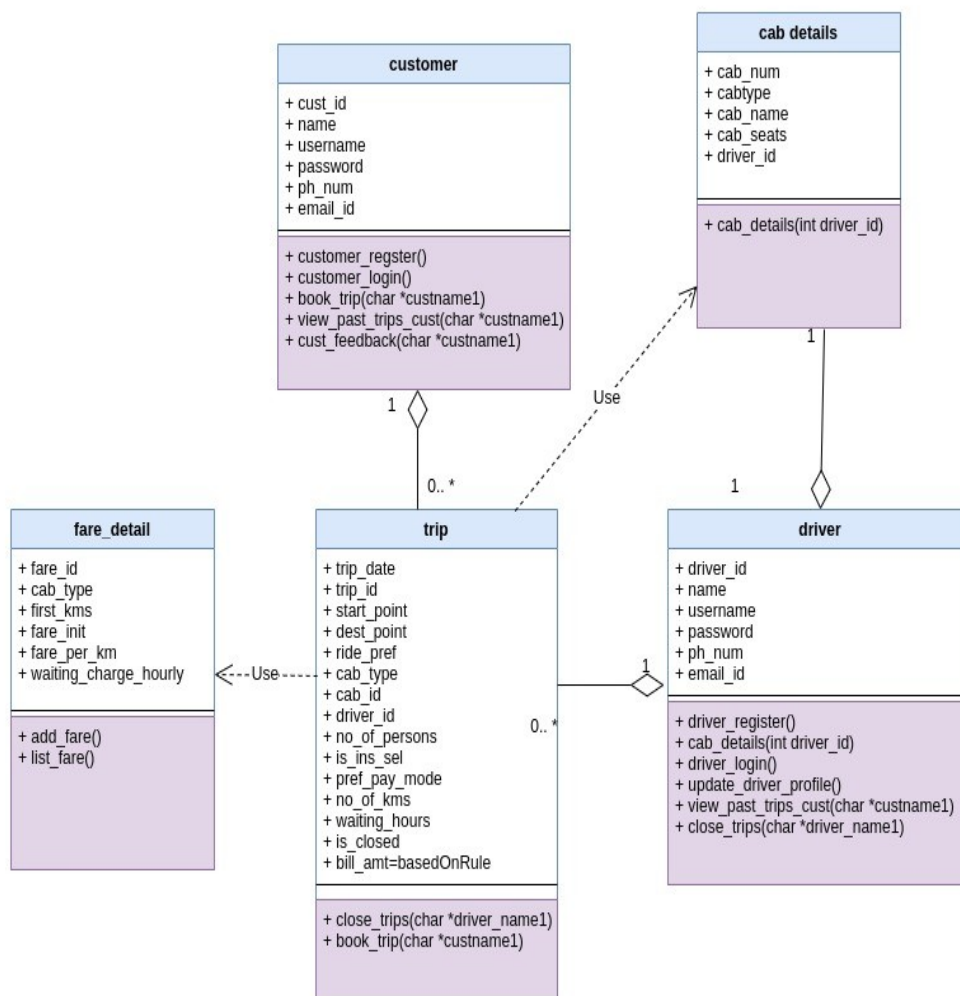 customer
+ cust_id
+ name
+ username
+ password
+ ph_num
+ email_id
+ customer_regster()
+ customer_login()
+ book_trip(char *custname1)
+ view_past_trips_cust(char *custname1)
+ cust_feedback(char *custname1)
cab details
+ cab_num
+ cabtype
+ cab_name
+ cab_seats
+ driver_id
+ cab_details(int driver_id)
1
0.. *
Use
1
1
fare_detail
+ fare_id
+ cab_type
+ first_kms
+ fare_init
+ fare_per_km
+ waiting_charge_hourly
+ add_fare()
+ list_fare()
Use
trip
+ trip_date
+ trip_id
+ start_point
+ dest_point
+ ride_pref
+ cab_type
+ cab_id
+ driver_id
+ no_of_persons
+ is_ins_sel
+ pref_pay_mode
+ no_of_kms
+ waiting_hours
+ is_closed
+ bill_amt=basedOnRule
+ close_trips(char *driver_name1)
+ book_trip(char *custname1)
1
0.. *
driver
+ driver_id
+ name
+ username
+ password
+ ph_num
+ email_id
+ driver_register()
+ cab_details(int driver_id)
+ driver_login()
+ update_driver_profile()
+ view_past_trips_cust(char *custname1)
+ close_trips(char *driver_name1)